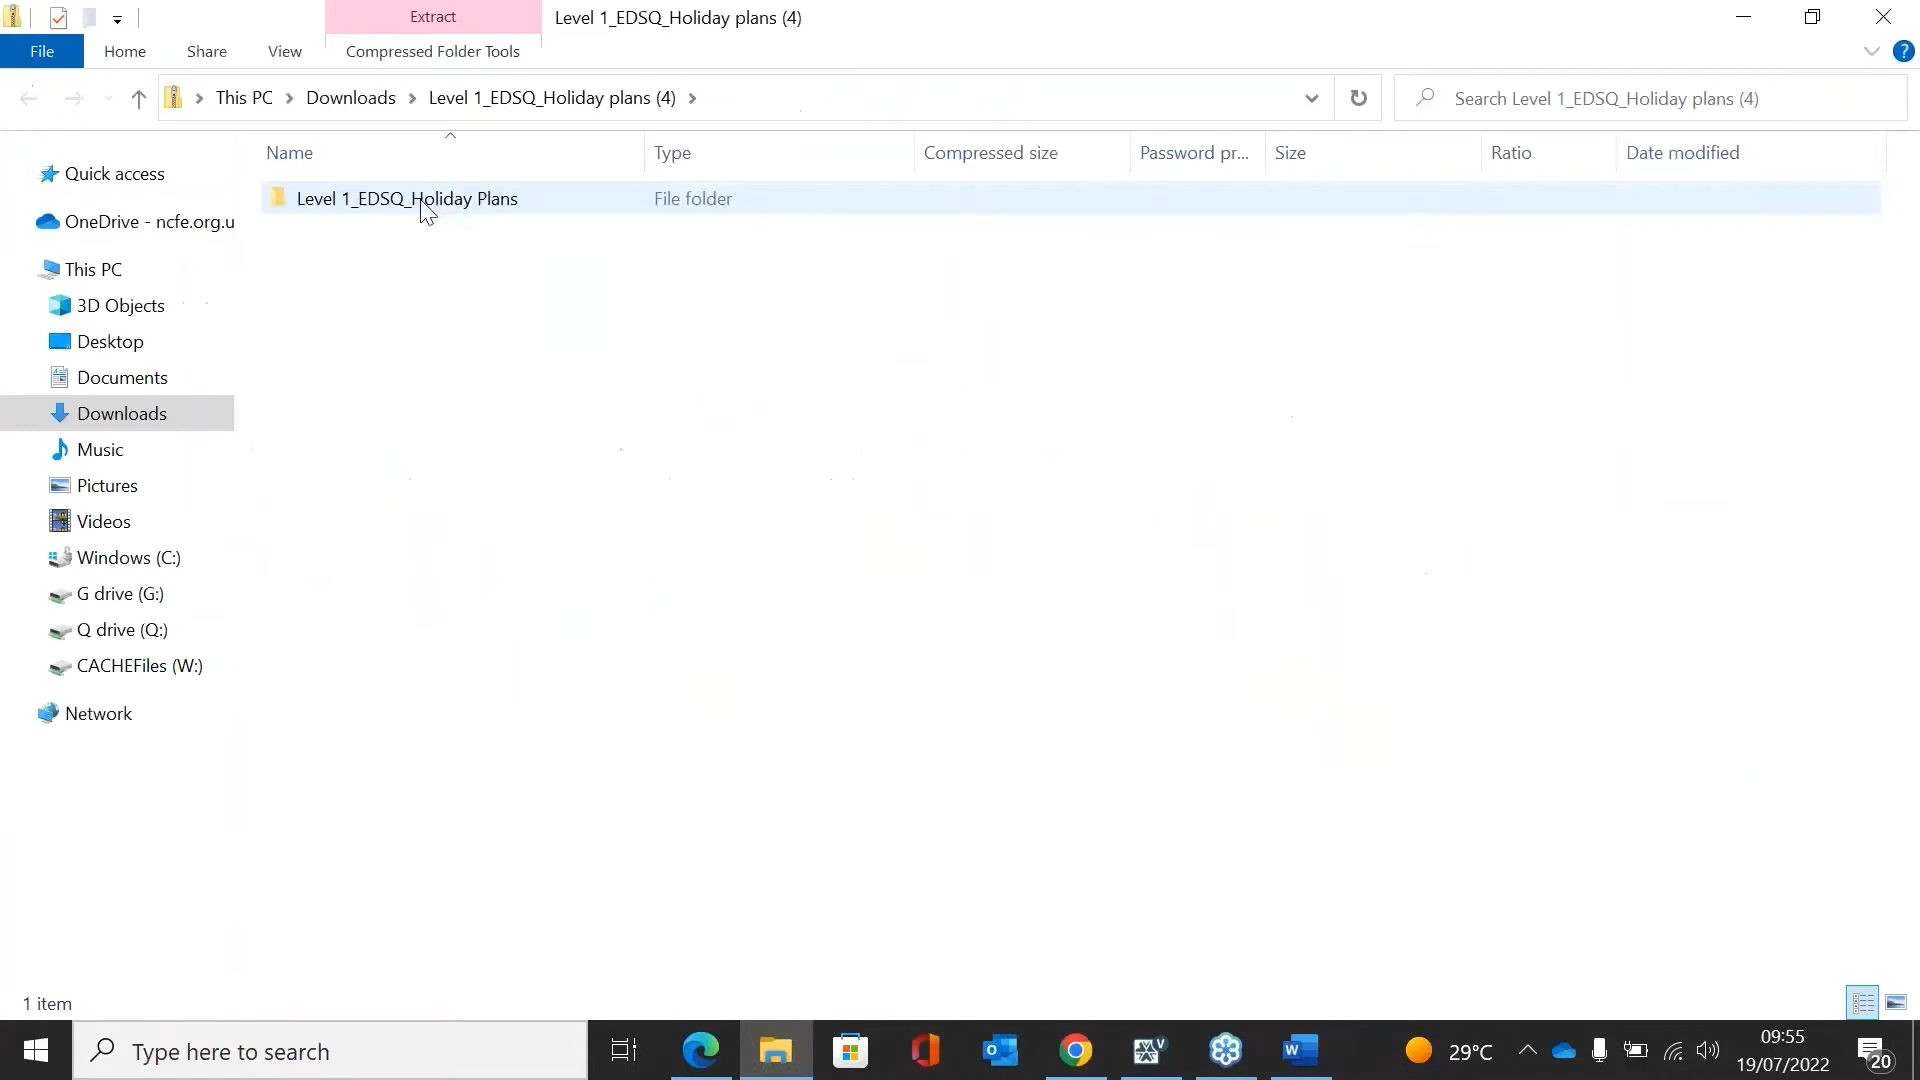 Extract
Level 1_EDSQ_Holiday plans (4)
File
Home
Share
View
Compressed Folder Tools
This PC
Downloads
Level 1_EDSQ_Holiday plans (4)
Search Level 1_EDSQ_Holiday plans (4)
Name
Type
Compressed size
Password pr...
Size
Ratio
Date modified
Level 1_EDSQ_Holiday Plans
File folder
Quick access
OneDrive - ncfe.org.u
This PC
3D Objects
Desktop
Documents
Downloads
Music
Pictures
Videos
Windows (C:)
G drive (G:)
Q drive (Q:)
CACHEFiles (W:)
Network
1 item
Type here to search
29°C
09:55
19/07/2022
20